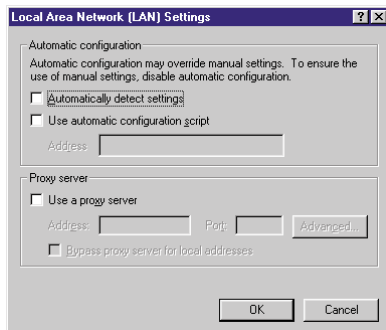 Local Area Network (LAN) Settings
Automatic configuration
Automatic configuration may override manual settings. To ensure the
use of manual settings, disable automatic configuration.
Automatically detect settings
Use automatic configuration script
Address
Proxy server
Use a proxy server
Address: Port: Advanced...
Bypass proxy server for local addresses
OK Cancel